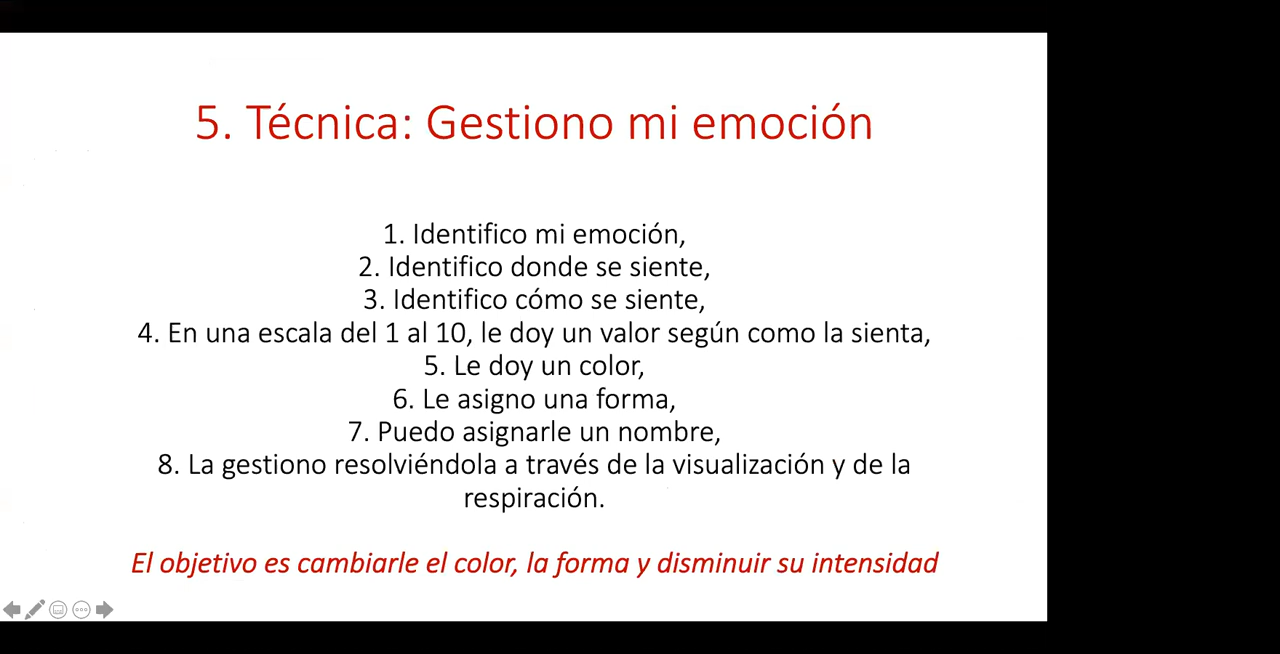 5. Técnica: Gestiono mi emoción
1. Identifico mi emoción,
2. Identifico donde se siente,
3. Identifico cómo se siente,
4. En una escala del 1 al 10, le doy un valor según como la sienta,
5. Le doy un color,
6. Le asigno una forma,
7. Puedo asignarle un nombre,
8. La gestiono resolviéndola a través de la visualización y de la
respiración.
El objetivo es cambiarle el color, la forma y disminuir su intensidad